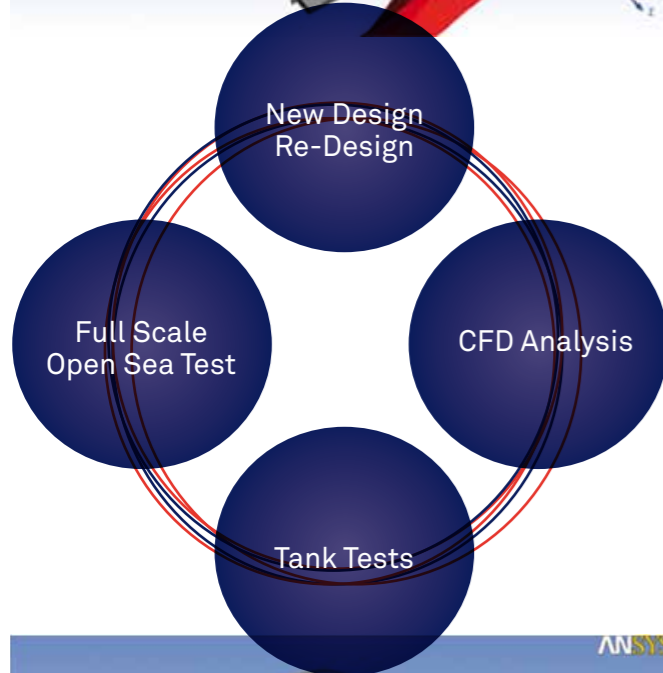 New Design
Re-Design
CFD Analysis
Full Scale
Open Sea Test
Tank Tests